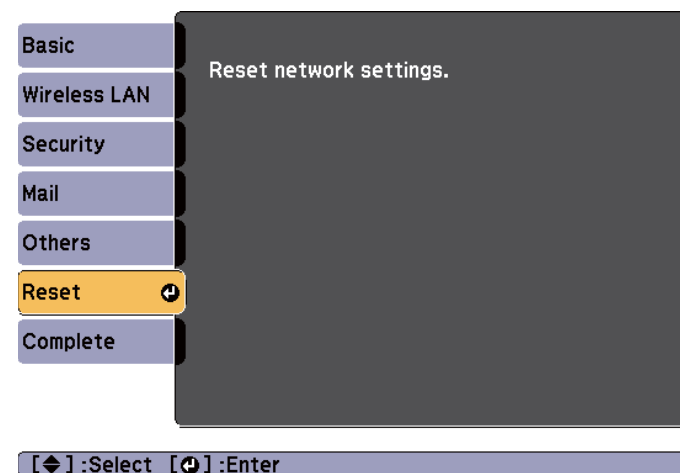 Basic
Reset network settings.
Wireless LAN
Security
Mail
Others
Reset
Complete
[◆] :Select [⏎] :Enter